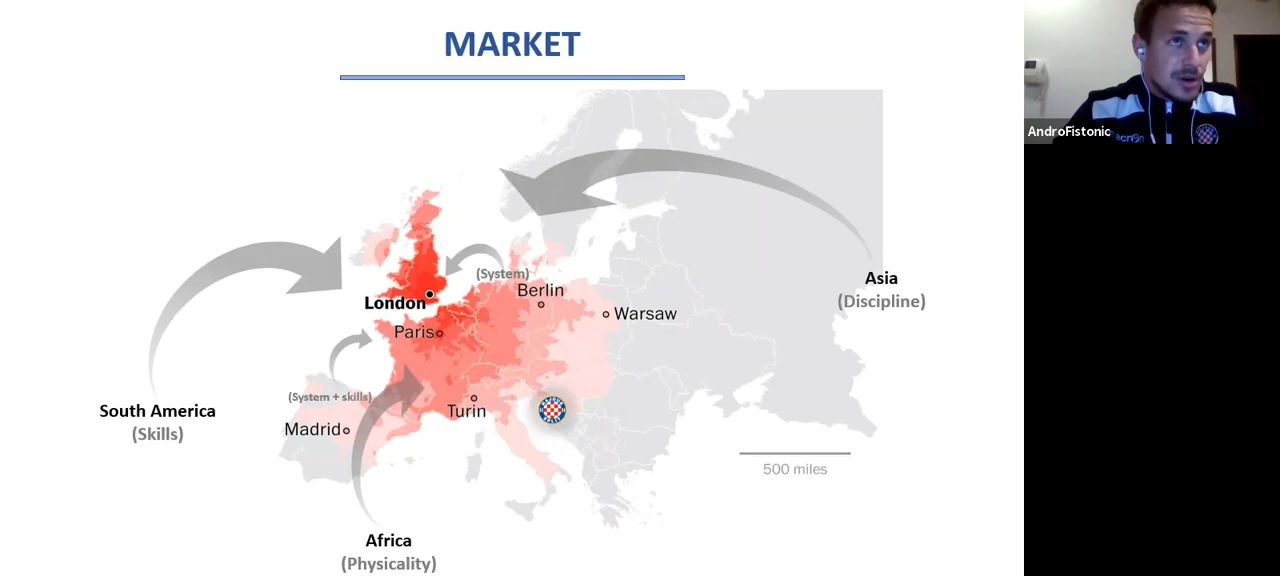 MARKET
AndroFistonic
(System)
Asia
(Discipline)
Berlin
London
Warsaw
Paris
(System + skills)
South America
(Skills)
Turin
Madrid
500 miles
Africa
(Physicality)